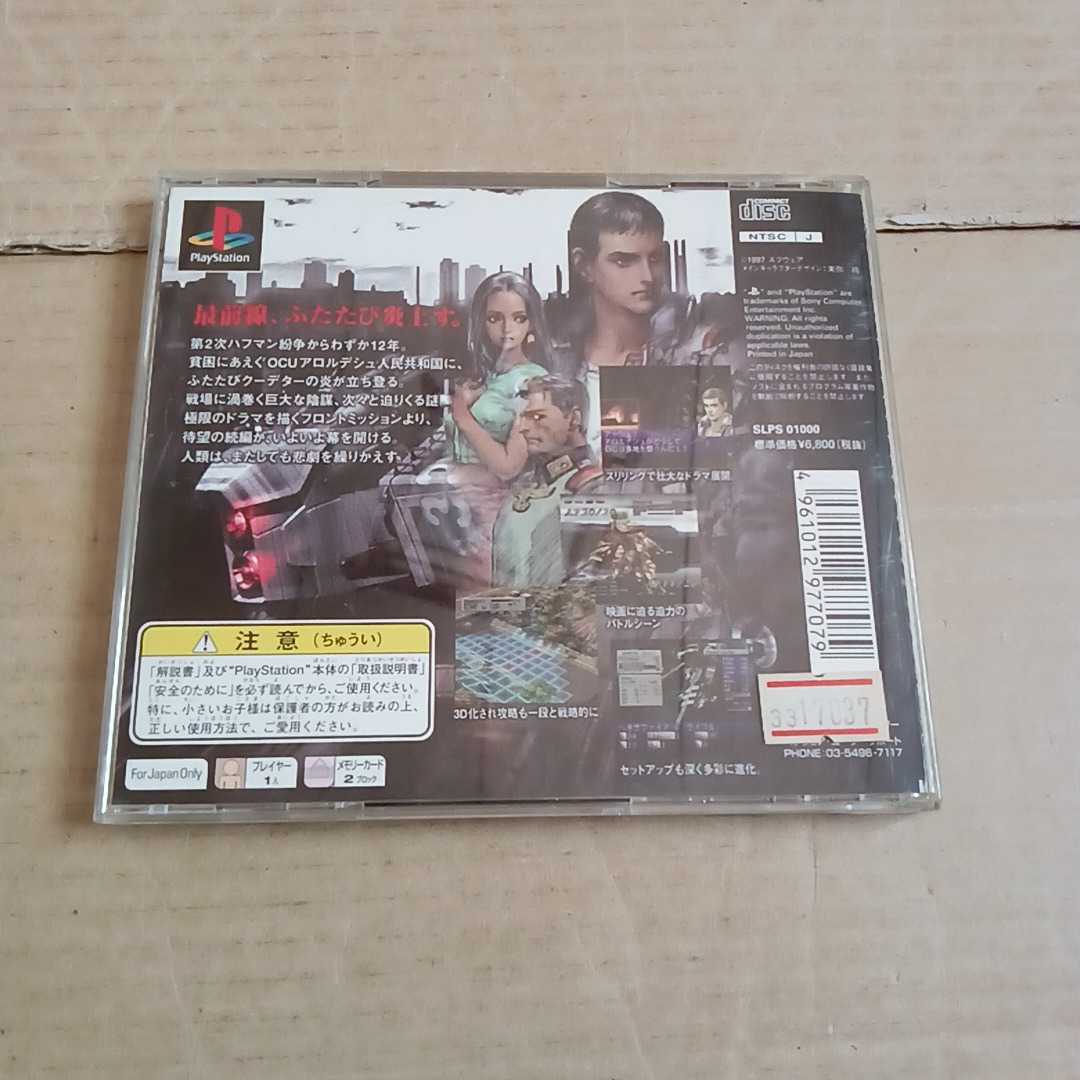 PlayStation
COMPACT
disc
NTSC J
©1997 スクウェア
"PS" and "PlayStation" are
trademarks of Sony Computer
Entertainment Inc.
WARNING: All rights
reserved. Unauthorized
duplication is a violation of
applicable laws.
Printed in Japan
SLPS 01000
標準価格¥6,800[税抜]
最前線、ふたたび炎上す。
第2次ハフマン紛争からわずか12年。
貧困にあえぐOCUアロルデシュ人民共和国に、
ふたたびクーデターの炎が立ち登る。
戦場に渦巻く巨大な陰謀、次々と迫りくる謎。
極限のドラマを描くフロントミッションより、
待望の続編が、いよいよ幕を開ける。
人類は、またしても悲劇を繰りかえす。
スリリングで壮大なドラマ展開。
映画に迫る迫力の
バトルシーン
3D化され攻略も一段と戦略的に
セットアップも深く多彩に進化。
4961012977079
3317037
PHONE: 03-5496-7117
注意(ちゅうい)
「解説書」及び"PlayStation"本体の「取扱説明書」
「安全のために」を必ず読んでから、ご使用ください。
特に、小さいお子様は保護者の方がお読みの上、
正しい使用方法で、ご愛用ください。
For Japan Only
プレイヤー
1人
メモリーカード
2ブロック